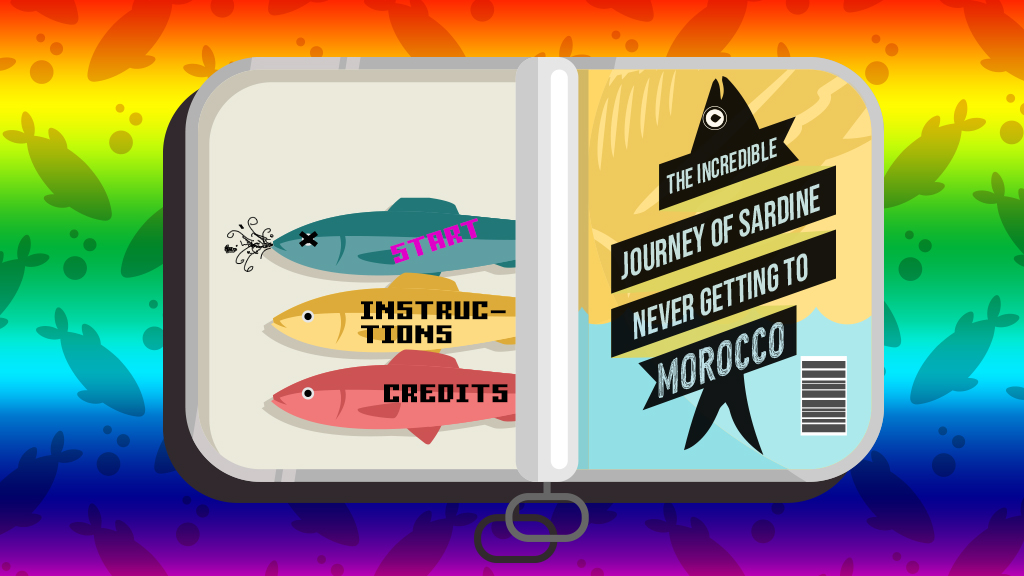 START
INSTRUC-
TIONS
CREDITS
THE INCREDIBLE
JOURNEY OF SARDINE
NEVER GETTING TO
MOROCCO